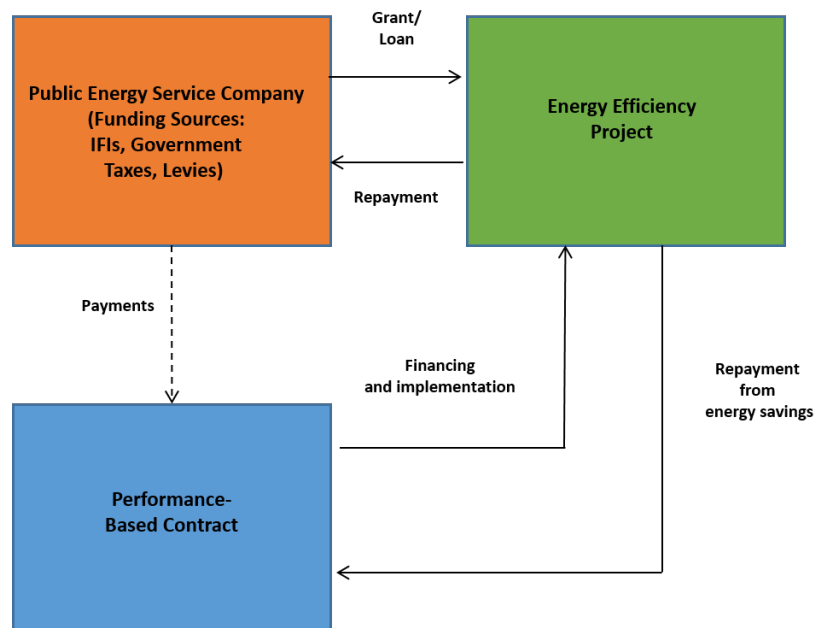 Grant/
Loan
Public Energy Service Company
(Funding Sources:
IFIs, Government
Taxes, Levies)
Energy Efficiency
Project
Repayment
Payments
Financing
and implementation
Repayment
from
energy savings
Performance-
Based Contract